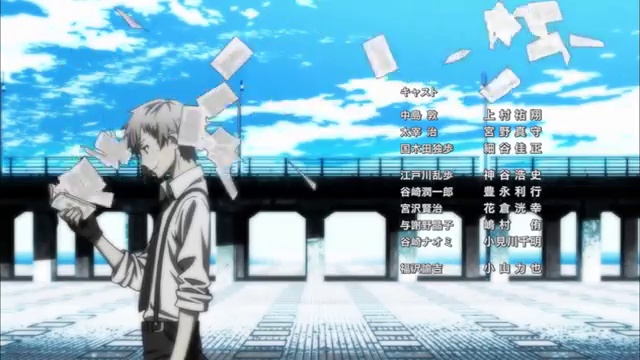 キャスト
中島 敦 上村祐翔
太宰 治 宮野真守
国木田独歩 細谷佳正
江戸川乱歩 神谷浩史
谷崎潤一郎 豊永利行
宮沢賢治 花倉洸幸
与謝野晶子 嶋村 侑
谷崎ナオミ 小見川千明
福沢諭吉 小山力也